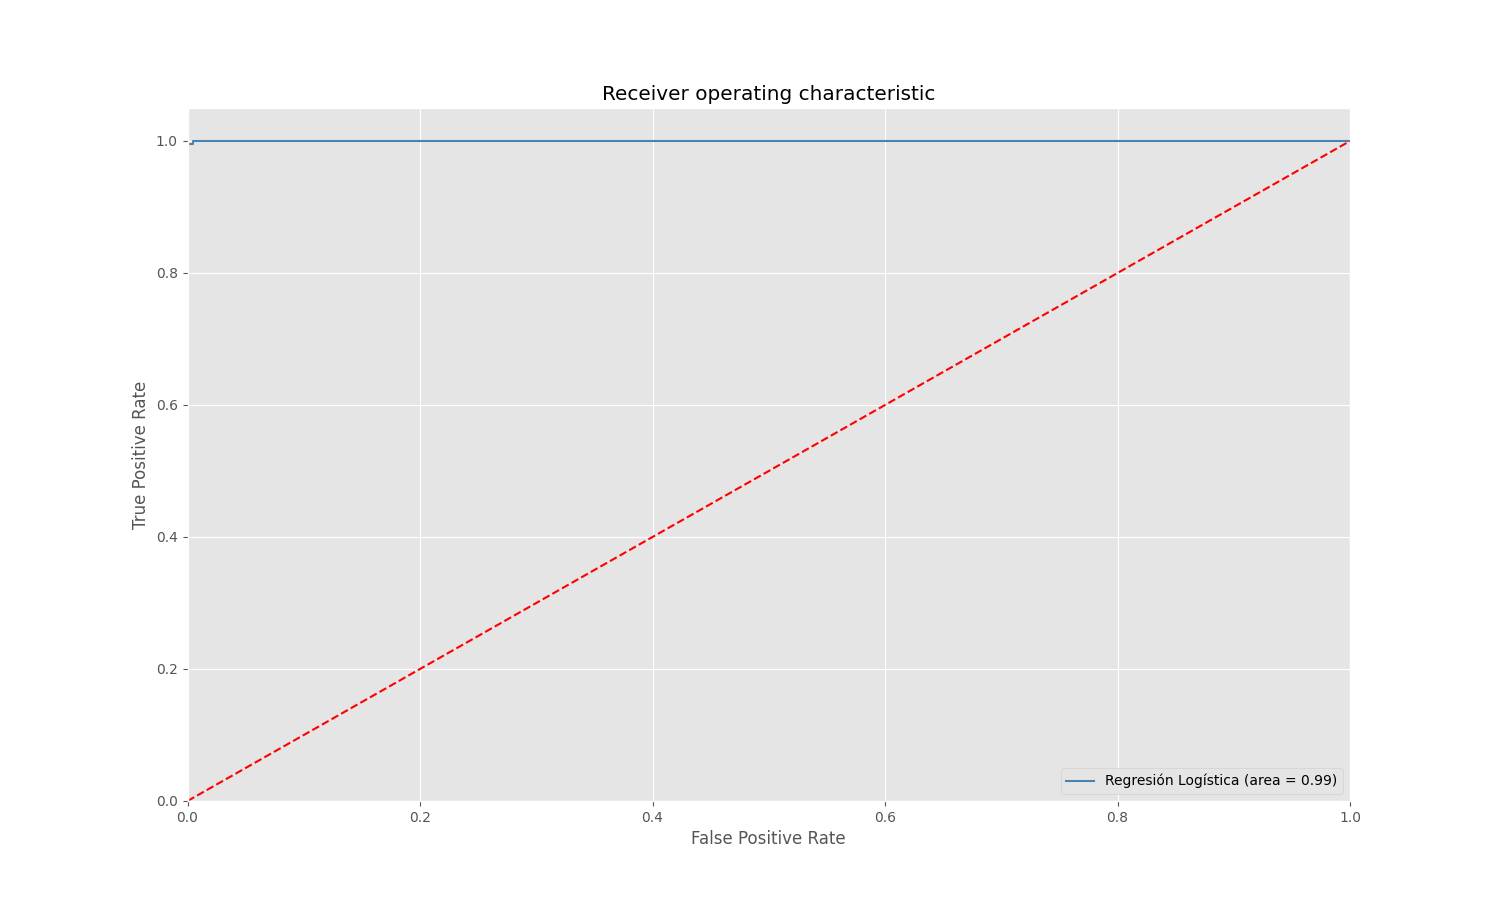 Receiver operating characteristic
1.0
0.8
0.6
0.4
0.2
0.0
True Positive Rate
0.0 0.2 0.4 0.6 0.8 1.0
False Positive Rate
Regresión Logística (area = 0.99)